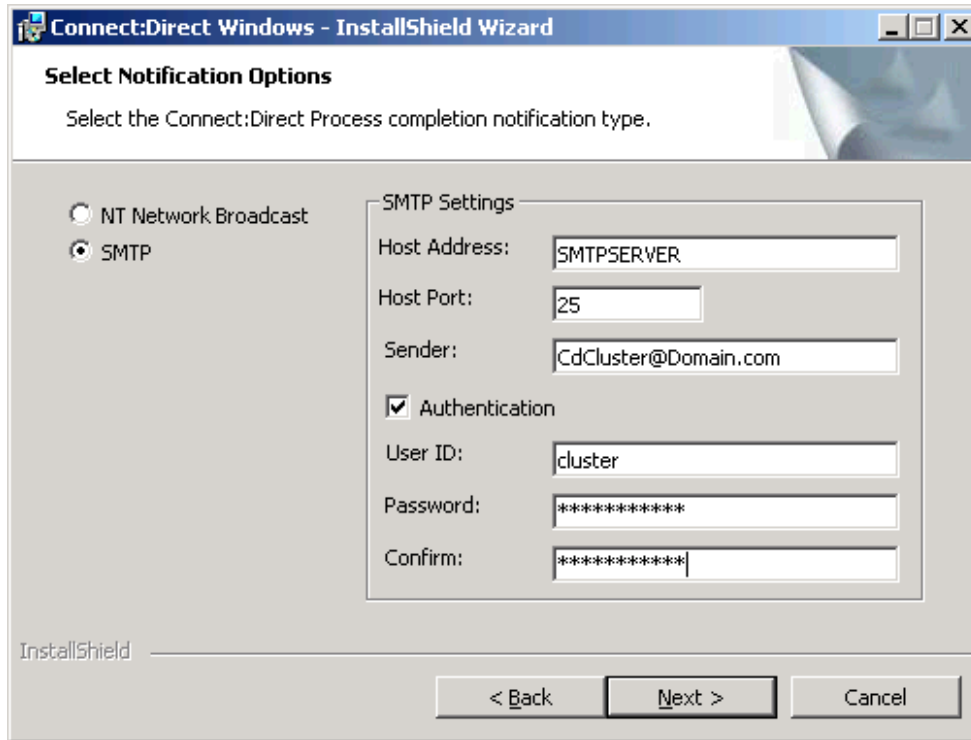 Connect:Direct Windows - InstallShield Wizard
Select Notification Options
Select the Connect:Direct Process completion notification type.
NT Network Broadcast
SMTP
SMTP Settings
Host Address: SMTPSERVER
Host Port: 25
Sender: CdCluster@Domain.com
Authentication
User ID: cluster
Password: ***********
Confirm: ***********
InstallShield
< Back Next > Cancel